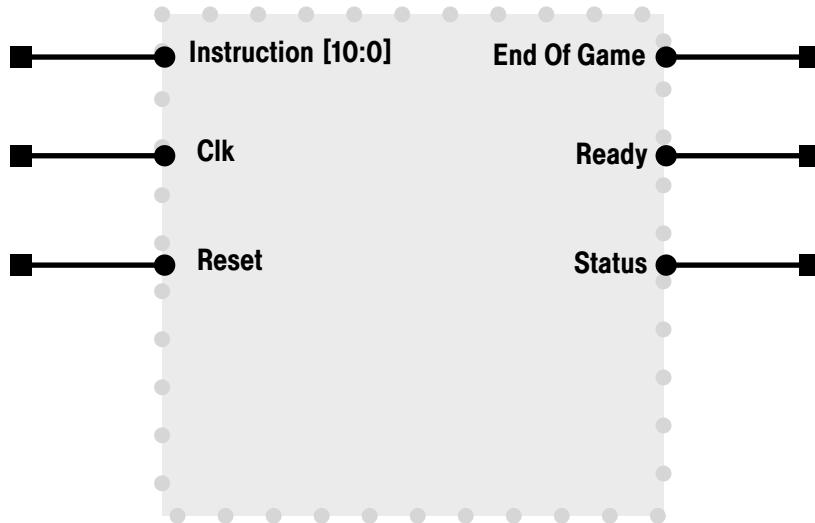 Instruction [10:0]
End Of Game
Clk
Ready
Reset
Status